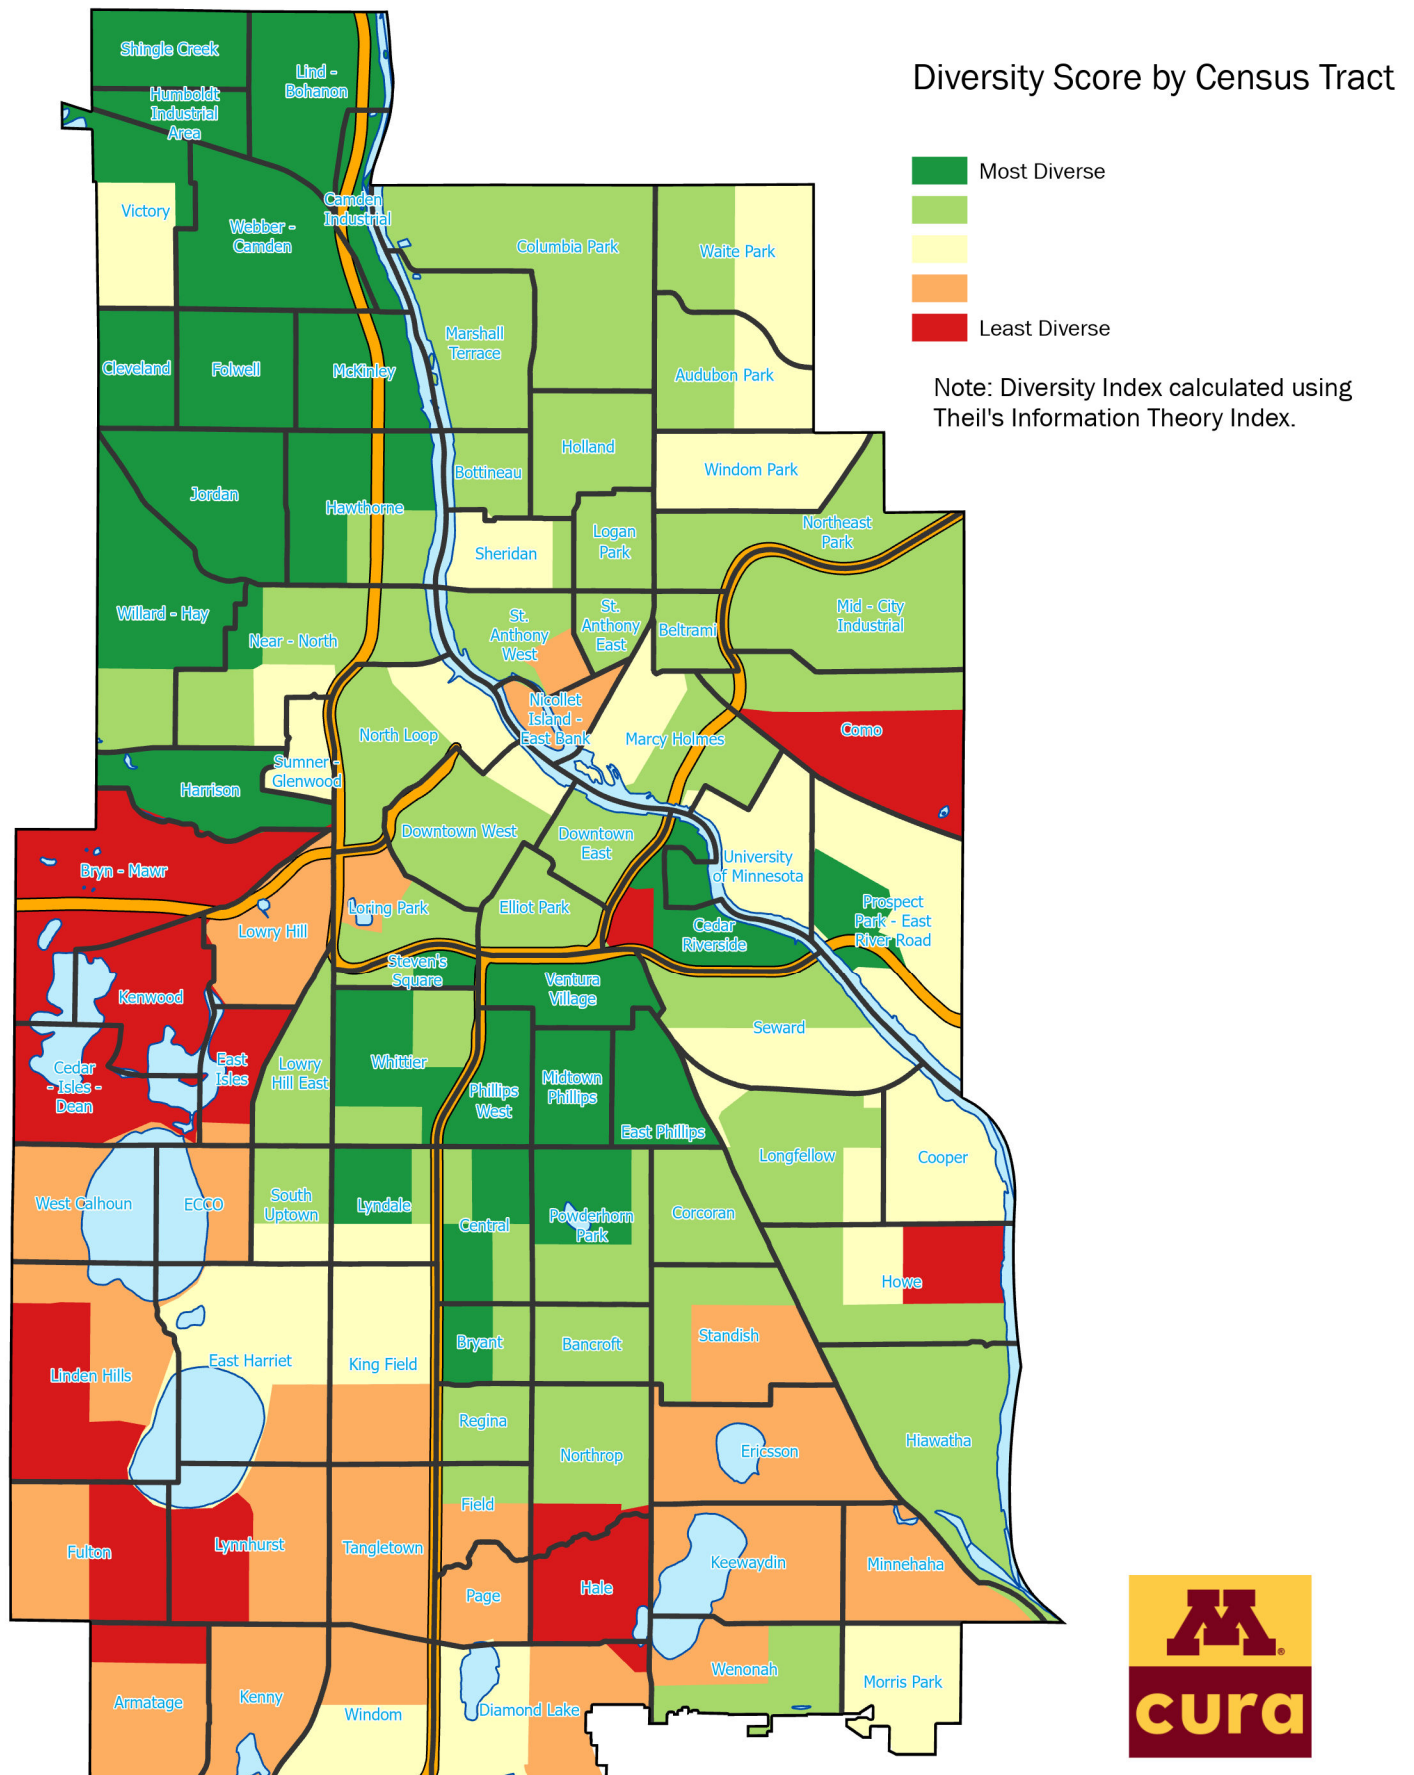 Diversity Score by Census Tract
Most Diverse
Least Diverse
Note: Diversity Index calculated using
Theil's Information Theory Index.
Shingle Creek
Lind -
Bohanon
Humboldt
Industrial
Area
Camden
Industrial
Victory
Webber -
Camden
Columbia Park
Waite Park
Marshall
Terrace
Cleveland
Folwell
McKinley
Audubon Park
Holland
Bottineau
Windom Park
Jordan
Hawthorne
Northeast
Park
Logan
Park
Sheridan
Willard - Hay
Near - North
St.
Anthony
West
St.
Anthony
East
Beltrami
Mid - City
Industrial
Nicollet
Island -
East Bank
North Loop
Marcy Holmes
Como
Sumner -
Glenwood
Harrison
Downtown West
Downtown
East
University
of Minnesota
Bryn - Mawr
Loring Park
Elliot Park
Lowry Hill
Cedar
Riverside
Prospect
Park - East
River Road
Steven's
Square
Ventura
Village
Kenwood
Seward
Cedar
- Isles -
Dean
East
Isles
Lowry
Hill East
Whittier
Phillips
West
Midtown
Phillips
East Phillips
Longfellow
Cooper
West Calhoun
ECCO
South
Uptown
Lyndale
Central
Powderhorn
Park
Corcoran
Howe
Linden Hills
East Harriet
King Field
Bryant
Bancroft
Standish
Regina
Northrop
Ericsson
Hiawatha
Field
Fulton
Lynnhurst
Tangletown
Page
Hale
Keewaydin
Minnehaha
Armatage
Kenny
Windom
Diamond Lake
Wenonah
Morris Park
M®
cura